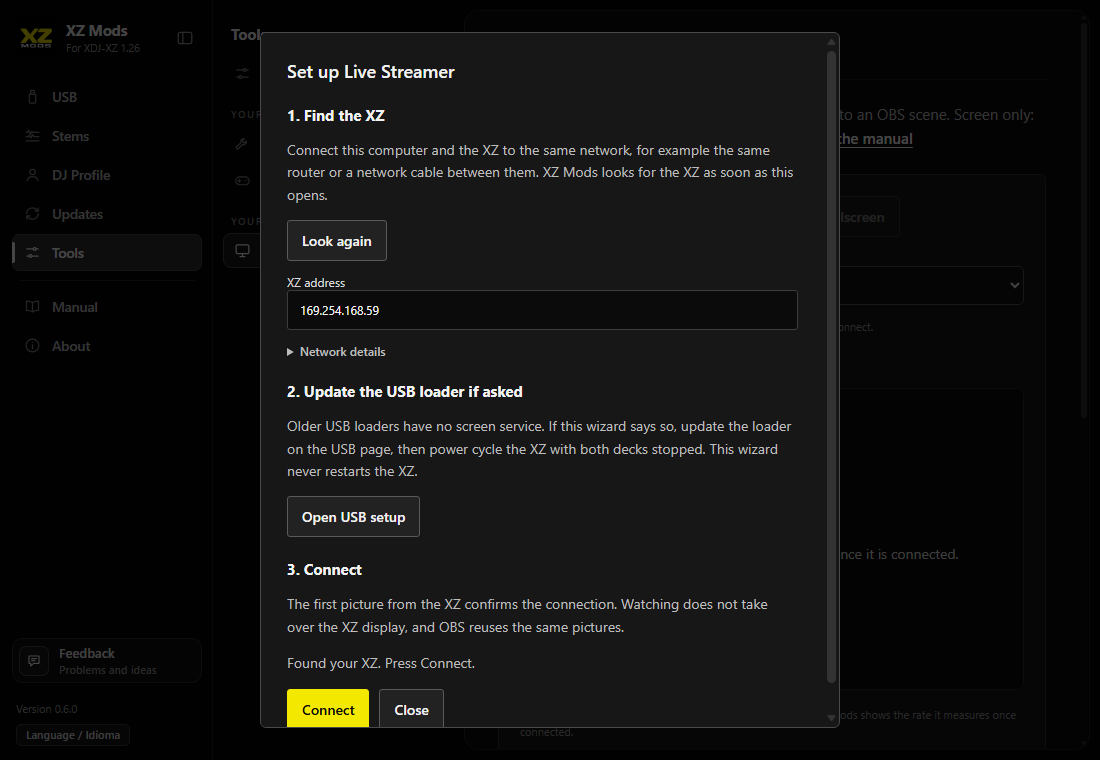 XZ
MODS
XZ Mods
For XDJ-XZ 1.26
USB
Stems
DJ Profile
Updates
Tools
Manual
About
Feedback
Problems and ideas
Version 0.6.0
Language / Idioma
Tool
YOUR
YOUR
to an OBS scene. Screen only:
the manual
lscreen
onnect.
nce it is connected.
ods shows the rate it measures once
connected.
Set up Live Streamer
1. Find the XZ
Connect this computer and the XZ to the same network, for example the same
router or a network cable between them. XZ Mods looks for the XZ as soon as this
opens.
Look again
XZ address
169.254.168.59
Network details
2. Update the USB loader if asked
Older USB loaders have no screen service. If this wizard says so, update the loader
on the USB page, then power cycle the XZ with both decks stopped. This wizard
never restarts the XZ.
Open USB setup
3. Connect
The first picture from the XZ confirms the connection. Watching does not take
over the XZ display, and OBS reuses the same pictures.
Found your XZ. Press Connect.
Connect
Close